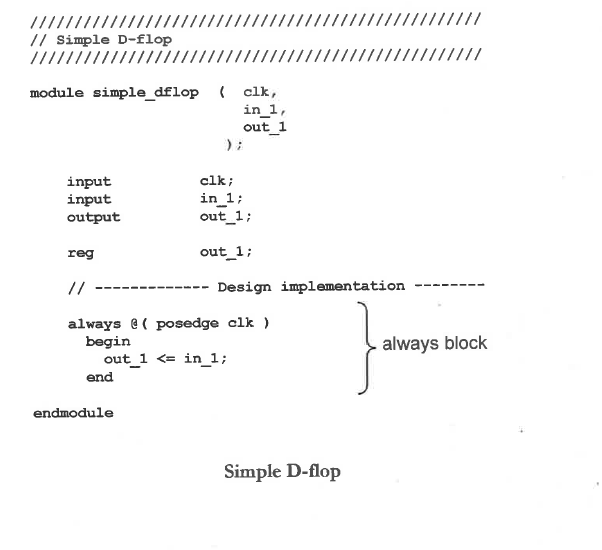 //////////////////////////////////////////////////
// Simple D-flop
//////////////////////////////////////////////////
module simple_dflop ( clk,
in_1,
out_1
);
input clk;
input in_1;
output out_1;
reg out_1;
// ------------- Design implementation --------
always @( posedge clk )
begin
out_1 <= in_1;
end
always block
endmodule
Simple D-flop